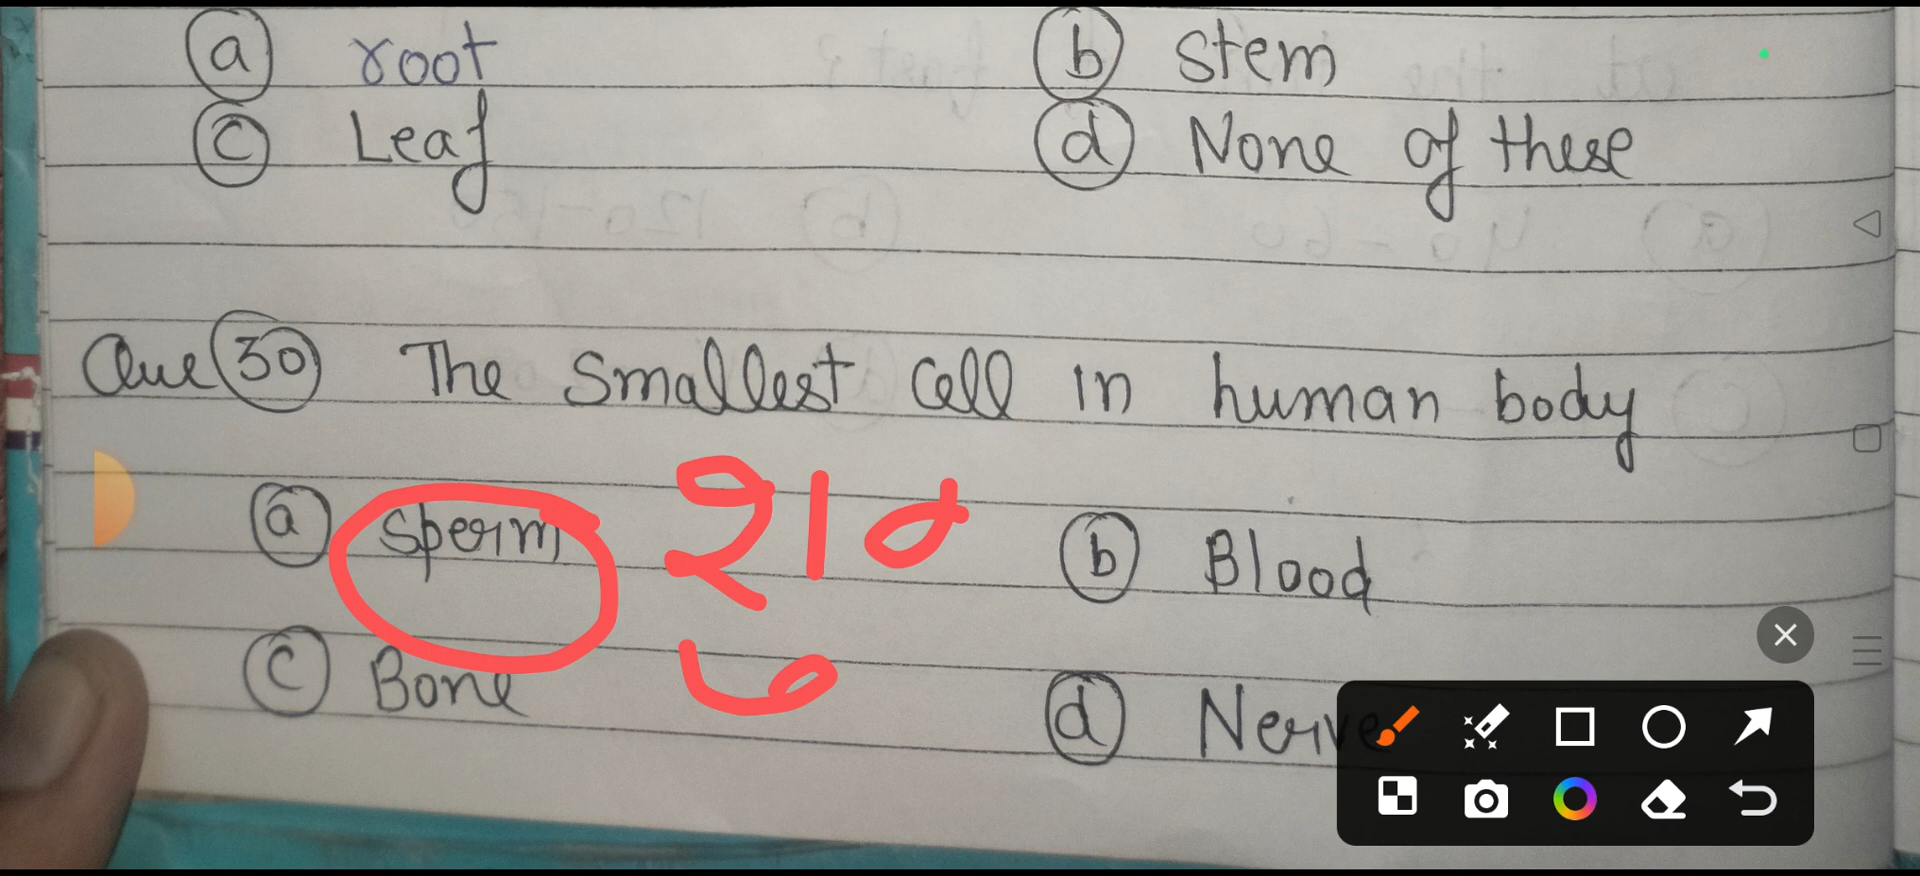 a root b stem
c Leaf d None of these
Que 30 The Smallest Cell in human body
a sperm b Blood
c Bone d Nerve